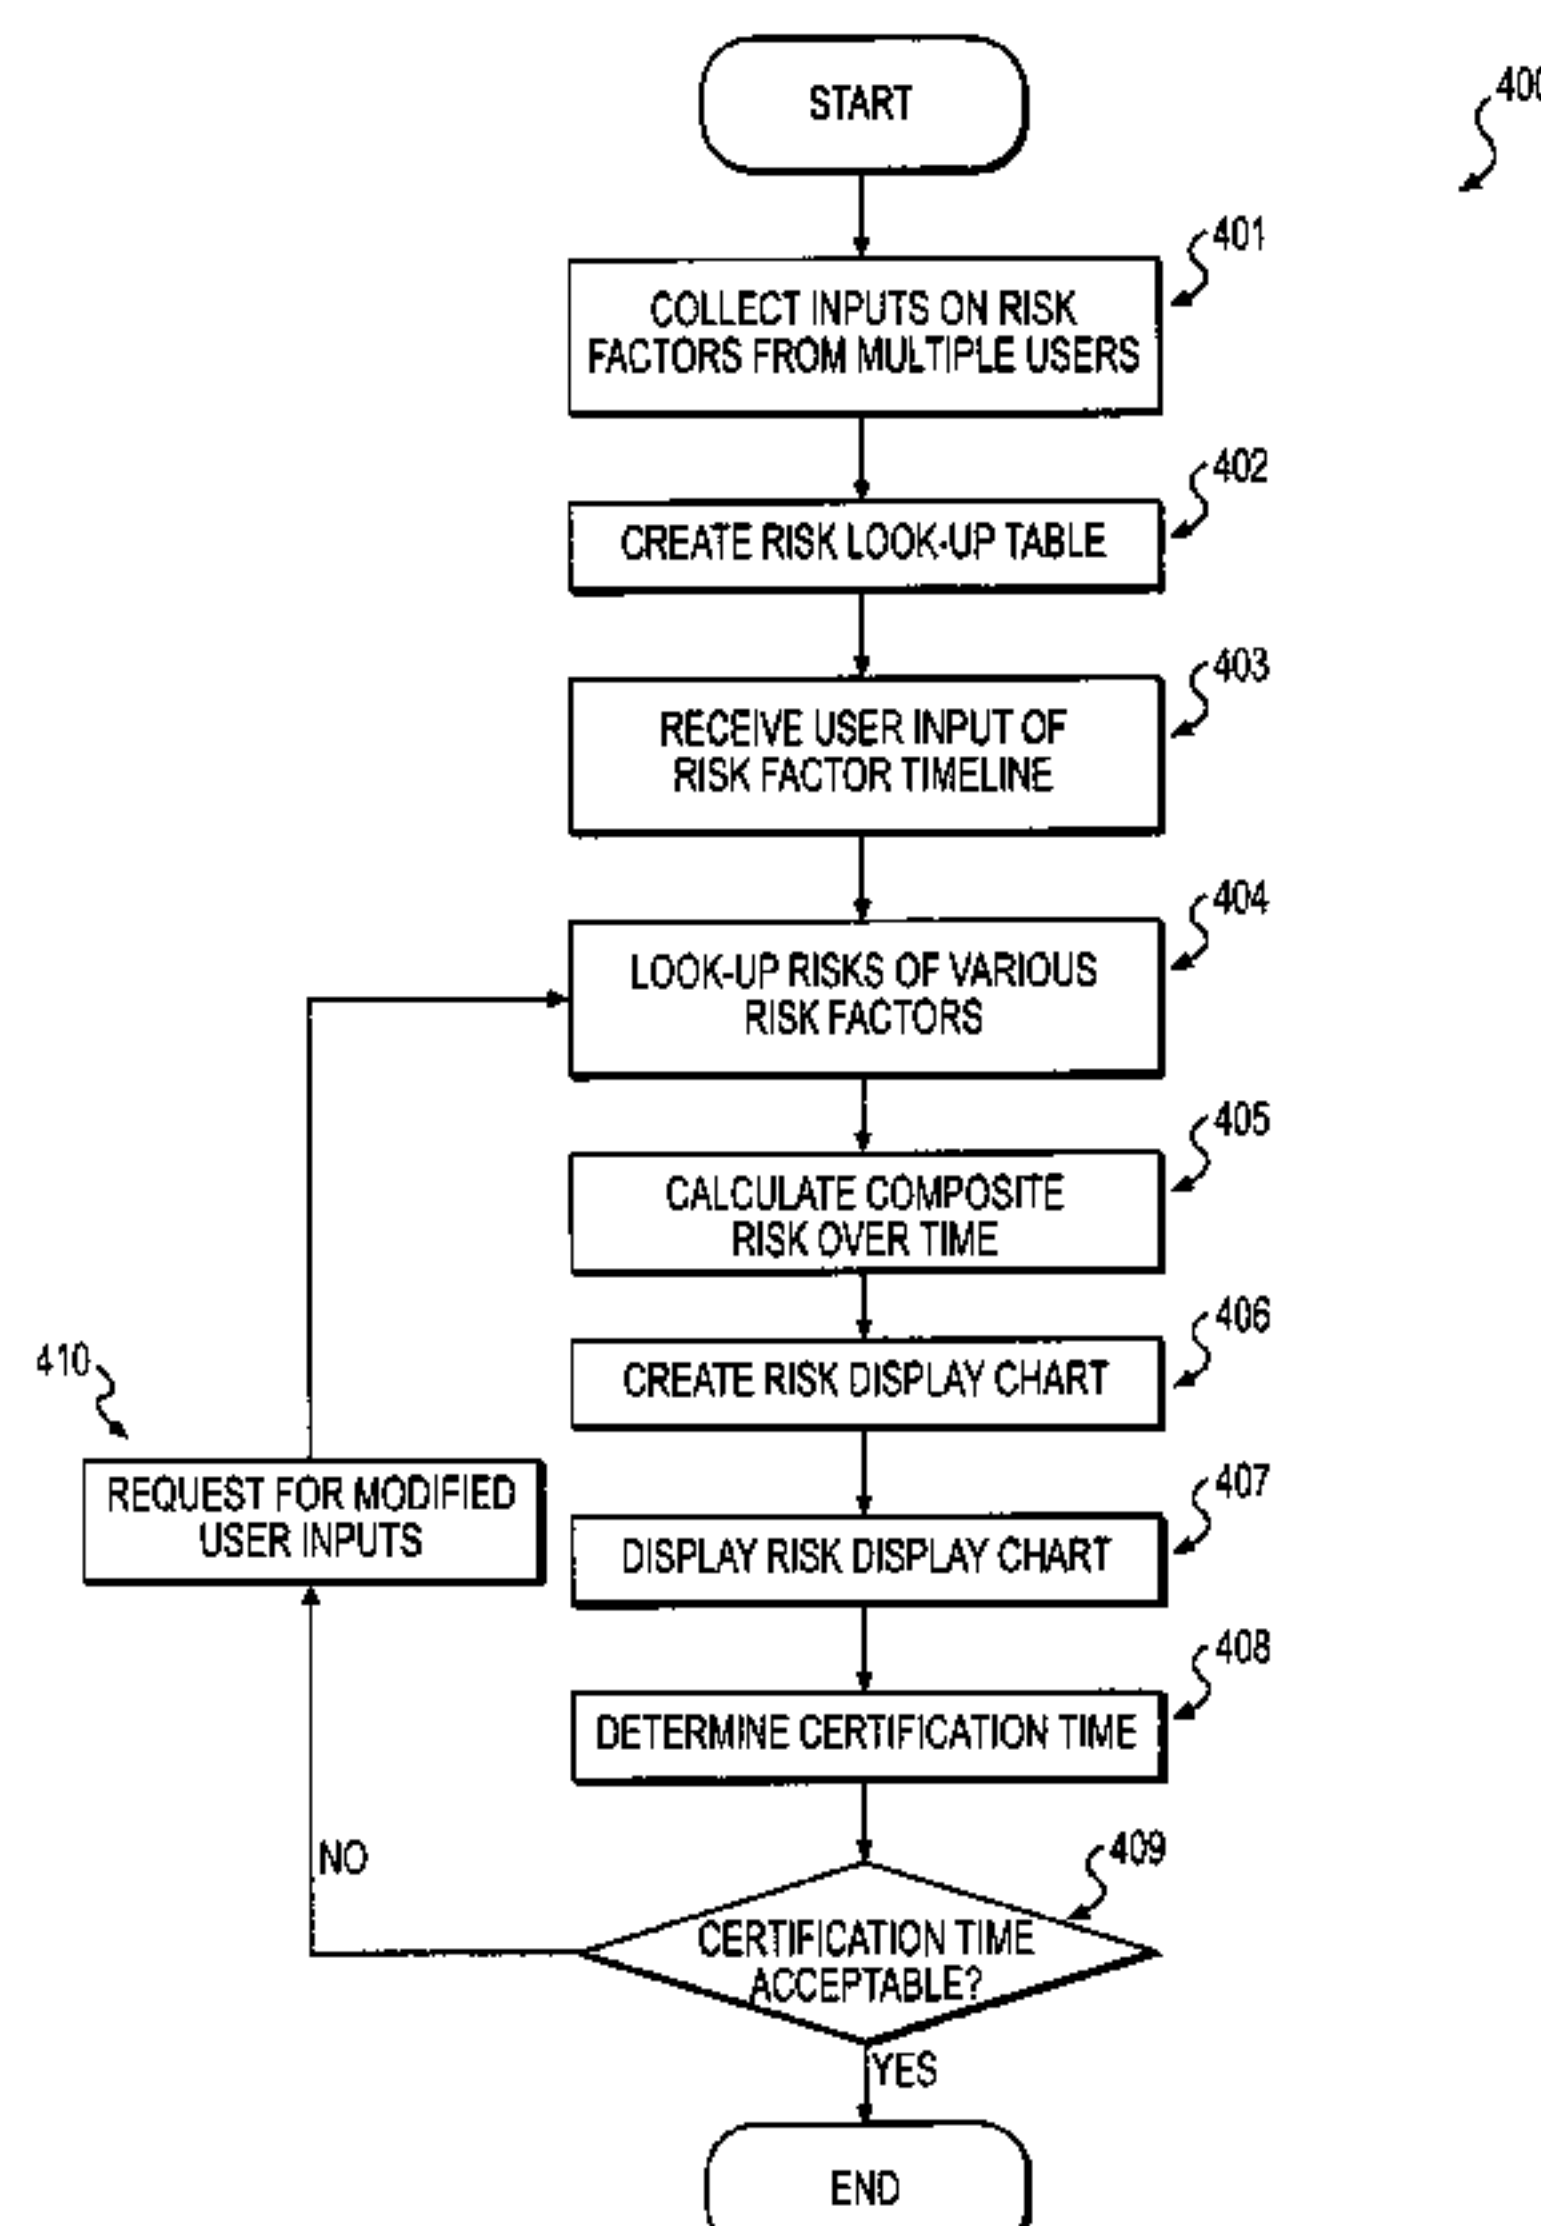 START
400
401
COLLECT INPUTS ON RISK
FACTORS FROM MULTIPLE USERS
402
CREATE RISK LOOK-UP TABLE
403
RECEIVE USER INPUT OF
RISK FACTOR TIMELINE
404
LOOK-UP RISKS OF VARIOUS
RISK FACTORS
405
CALCULATE COMPOSITE
RISK OVER TIME
406
CREATE RISK DISPLAY CHART
410
REQUEST FOR MODIFIED
USER INPUTS
407
DISPLAY RISK DISPLAY CHART
408
DETERMINE CERTIFICATION TIME
NO
409
CERTIFICATION TIME
ACCEPTABLE?
YES
END